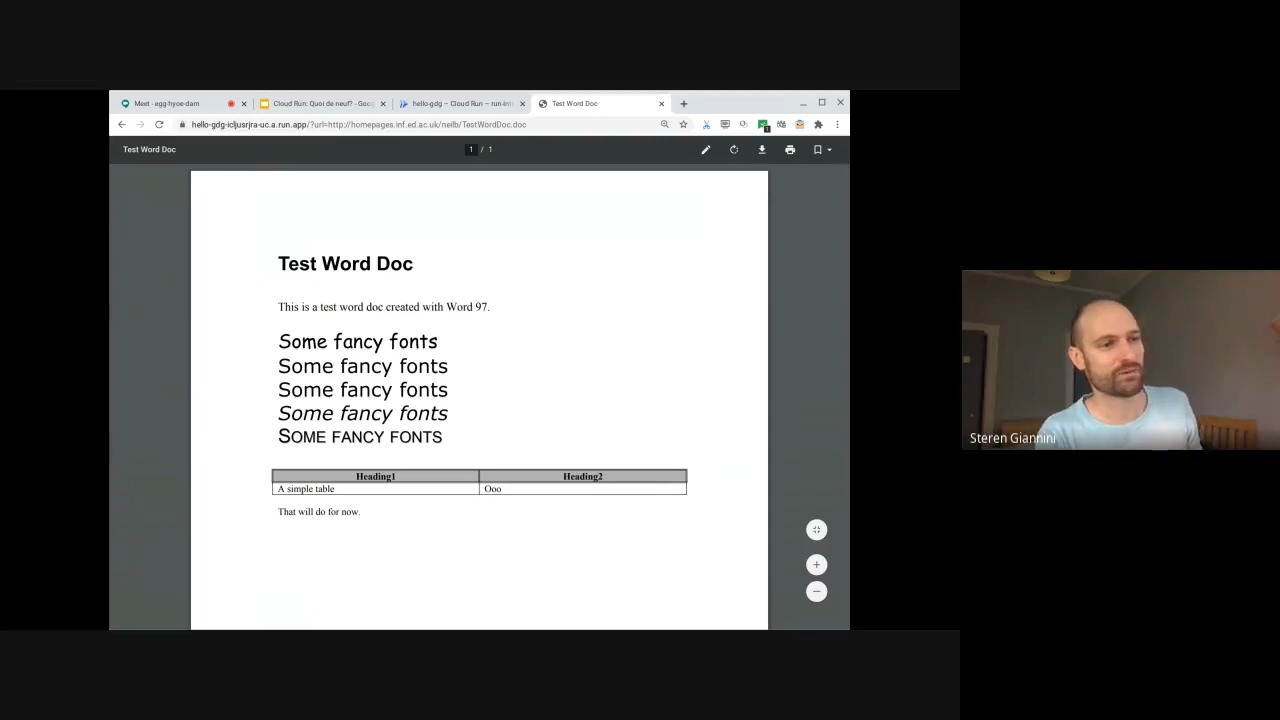 Meet - egg-hyoe-dam
Cloud Run: Quoi de neuf? - Goog
hello-gdg – Cloud Run – run-int
Test Word Doc
hello-gdg-icljusrjra-uc.a.run.app/?url=http://homepages.inf.ed.ac.uk/neilb/TestWordDoc.doc
1
Test Word Doc
1 / 1
Test Word Doc
This is a test word doc created with Word 97.
Some fancy fonts
Some fancy fonts
Some fancy fonts
Some fancy fonts
SOME FANCY FONTS
Heading1 Heading2
A simple table Ooo
That will do for now.
Steren Giannini